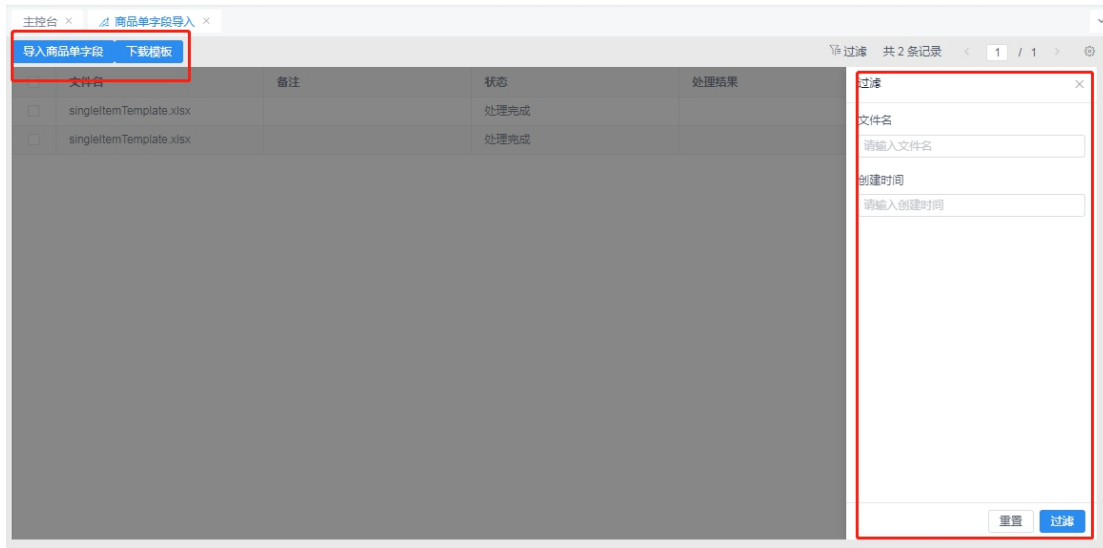 主控台 × 商品单字段导入 ×
导入商品单字段 下载模板 过滤 共 2 条记录 < 1 / 1 >
文件名 备注 状态 处理结果 过滤 ×
singleItemTemplate.xlsx 处理完成
文件名
singleItemTemplate.xlsx 处理完成
请输入文件名
创建时间
请输入创建时间
重置 过滤